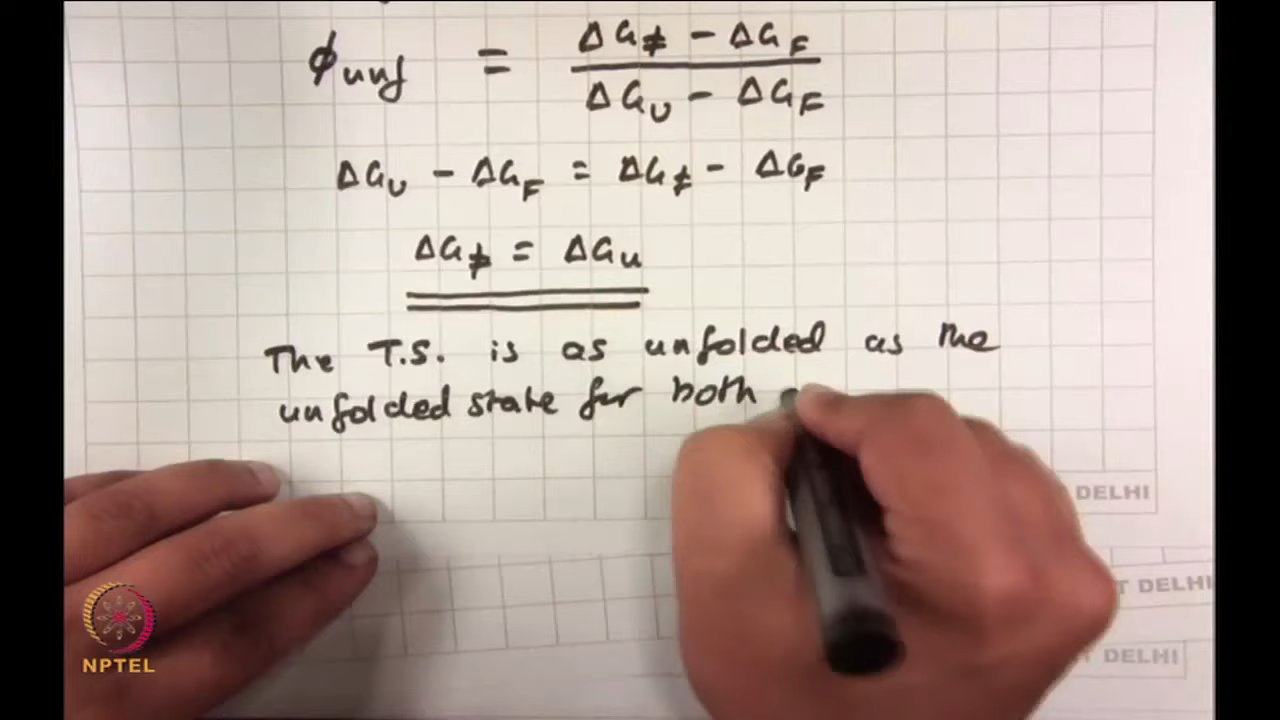 ϕunf = ΔG‡ - ΔGF / ΔGU - ΔGF
ΔGU - ΔGF = ΔG‡ - ΔGF
ΔG‡ = ΔGU
The T.S. is as unfolded as the
unfolded state for both
DELHI
T DELHI
T DELHI
NPTEL